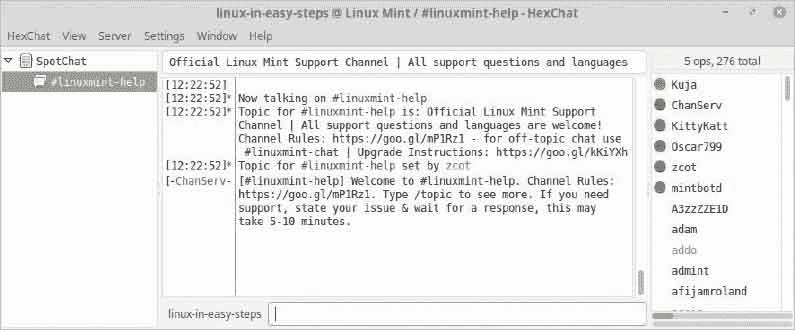 linux-in-easy-steps @ Linux Mint / #linuxmint-help - HexChat
HexChat View Server Settings Window Help
SpotChat
#linuxmint-help
Official Linux Mint Support Channel | All support questions and languages
[12:22:52]
[12:22:52]* Now talking on #linuxmint-help
[12:22:52]* Topic for #linuxmint-help is: Official Linux Mint Support
Channel | All support questions and languages are welcome!
Channel Rules: https://goo.gl/mP1Rz1 - for off-topic chat use
#linuxmint-chat | Upgrade Instructions: https://goo.gl/kKiYXh
[12:22:52]* Topic for #linuxmint-help set by zcot
[-ChanServ- [#linuxmint-help] Welcome to #linuxmint-help. Channel Rules:
https://goo.gl/mP1Rz1. Type /topic to see more. If you need
support, state your issue & wait for a response, this may
take 5-10 minutes.
linux-in-easy-steps
5 ops, 276 total
Kuja
ChanServ
KittyKatt
Oscar799
zcot
mintbotd
A3zzZZE1D
adam
addo
admint
afijamroland